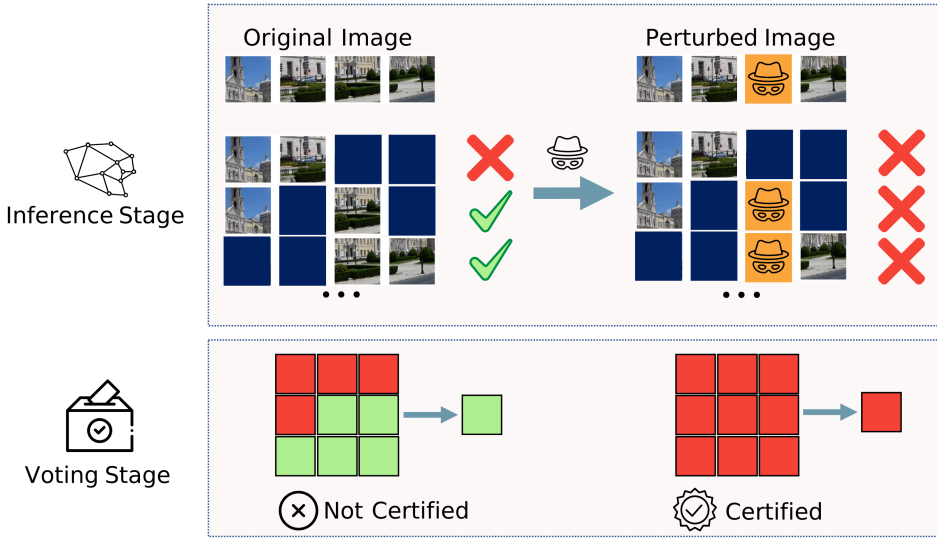 Original Image
Perturbed Image
Inference Stage
• • •
• • •
Voting Stage
Not Certified
Certified